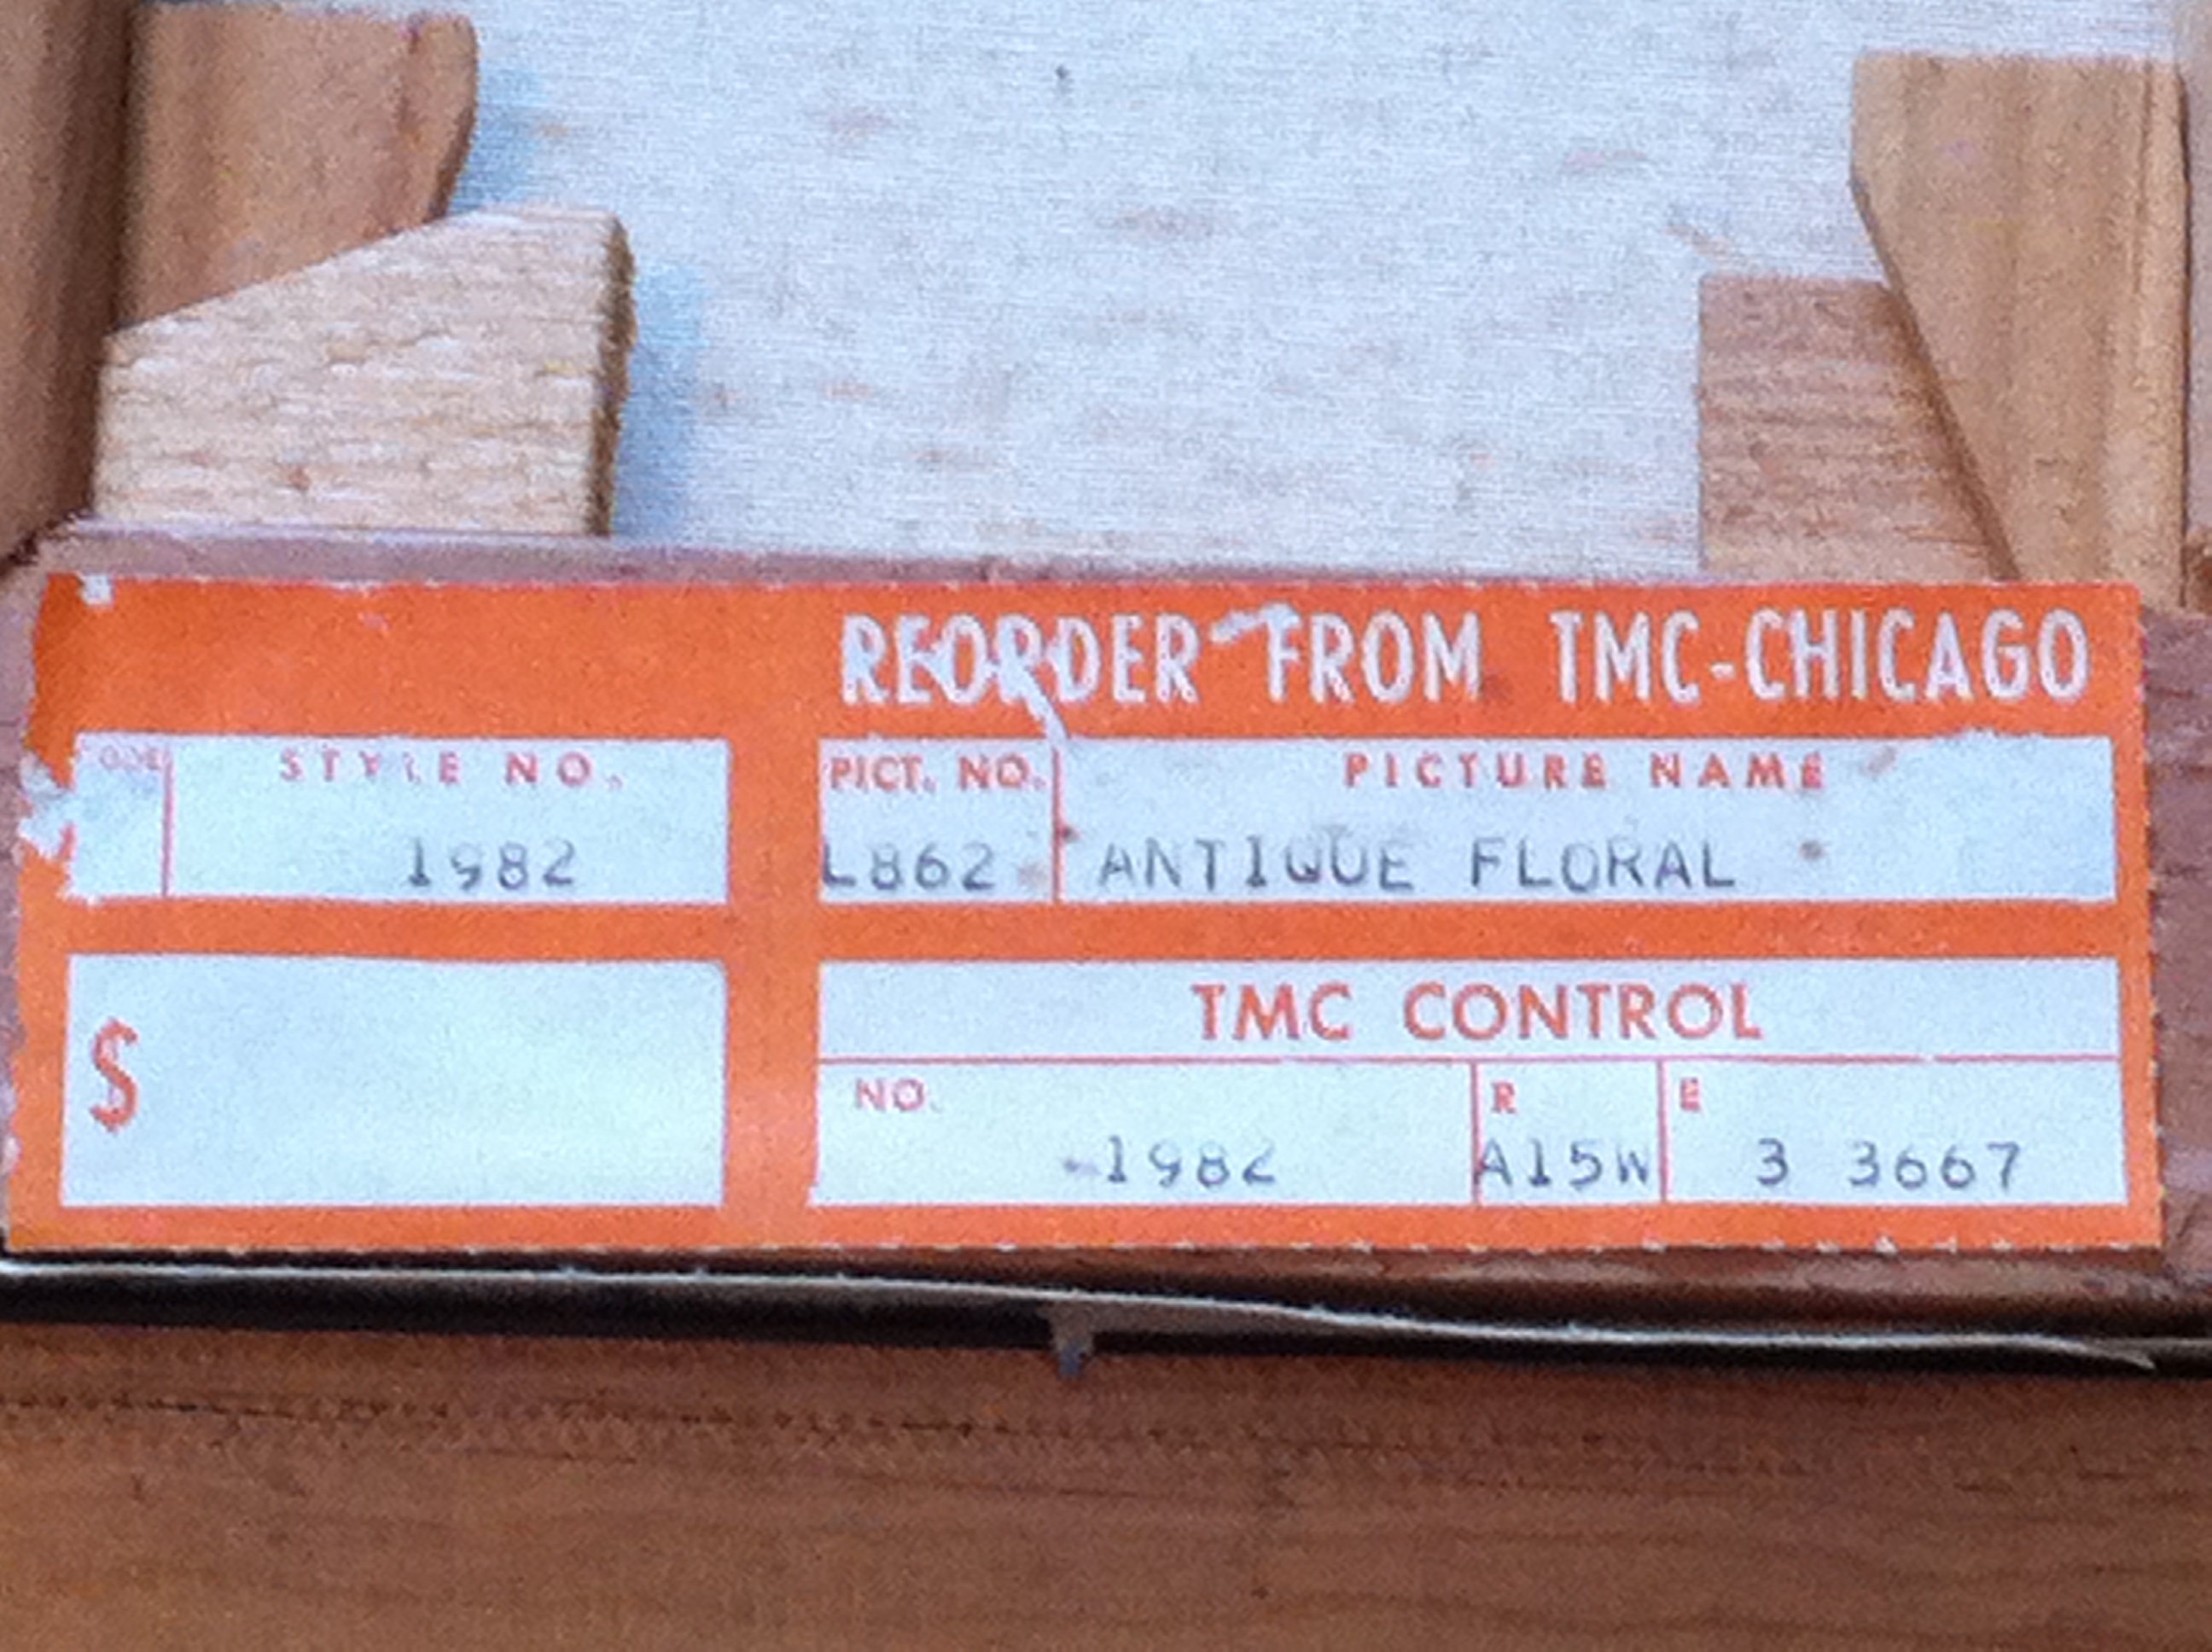 REORDER FROM TMC-CHICAGO
STYLE NO. PICT. NO. PICTURE NAME
1982 L862 ANTIQUE FLORAL
$ TMC CONTROL
NO. R E
-1982 A15W 3 3667